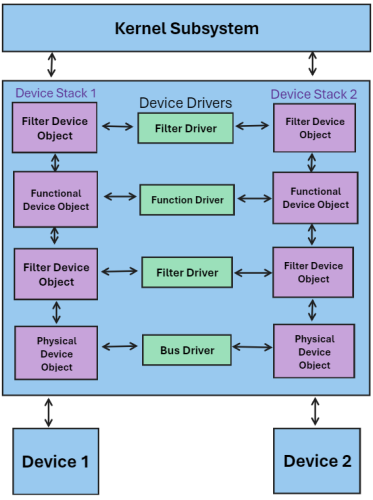 Kernel Subsystem
Device Stack 1
Device Drivers
Device Stack 2
Filter Device
Object
Filter Driver
Filter Device
Object
Functional
Device Object
Function Driver
Functional
Device Object
Filter Device
Object
Filter Driver
Filter Device
Object
Physical
Device
Object
Bus Driver
Physical
Device
Object
Device 1
Device 2